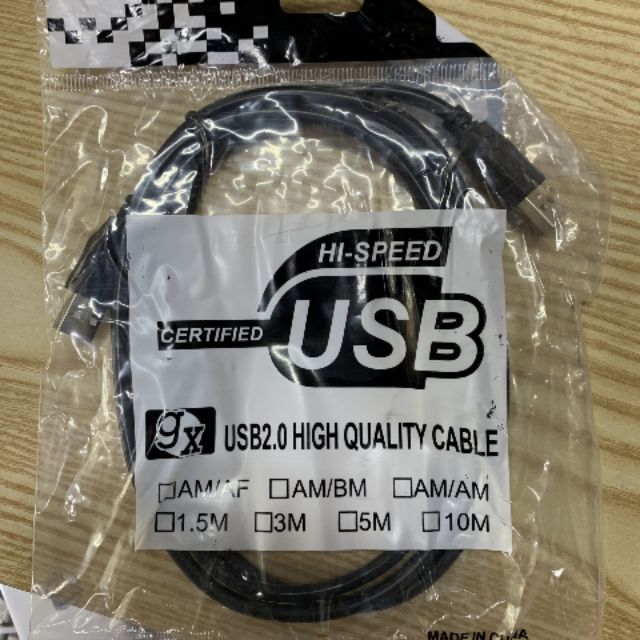 HI-SPEED
CERTIFIED USB
gx USB2.0 HIGH QUALITY CABLE
☐AM/AF ☐AM/BM ☐AM/AM
☐1.5M ☐3M ☐5M ☐10M
MADE IN CHINA